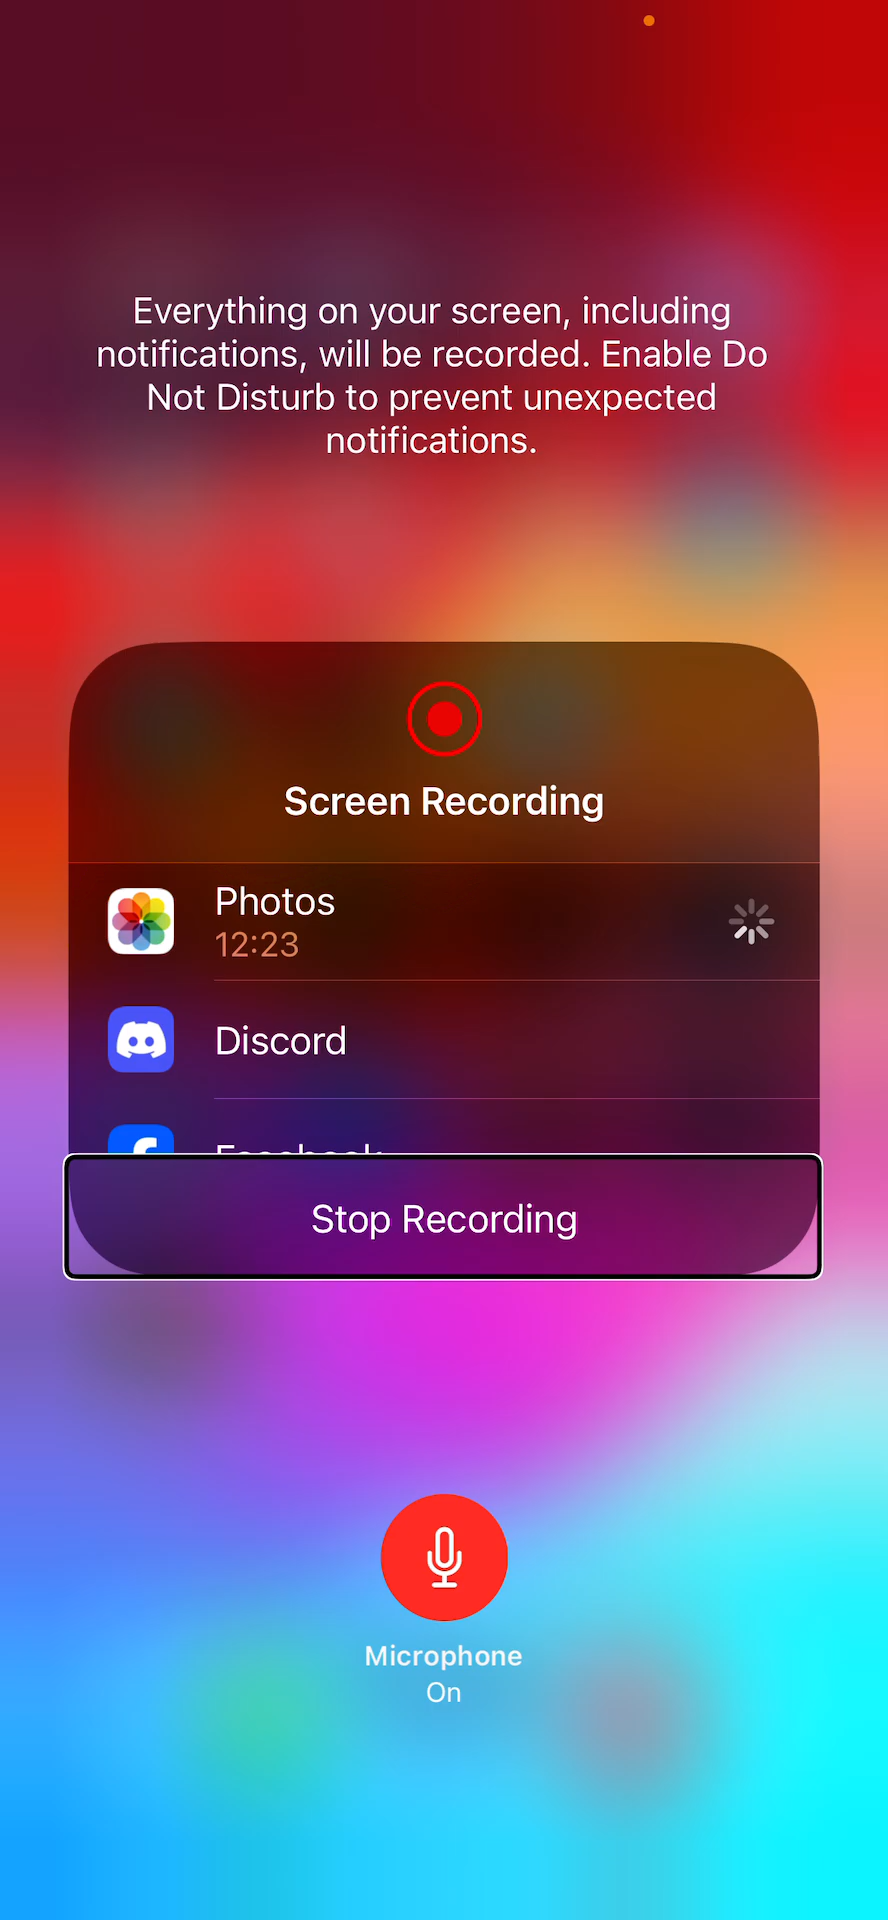 Everything on your screen, including
notifications, will be recorded. Enable Do
Not Disturb to prevent unexpected
notifications.
Screen Recording
Photos
12:23
Discord
Facebook
Stop Recording
Microphone
On